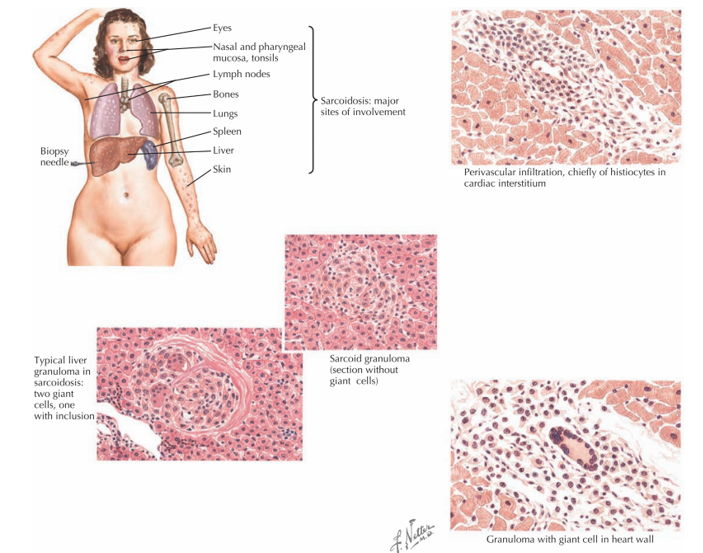 Eyes
Nasal and pharyngeal
mucosa, tonsils
Lymph nodes
Bones
Lungs
Spleen
Liver
Skin
Sarcoidosis: major
sites of involvement
Biopsy
needle
Perivascular infiltration, chiefly of histiocytes in
cardiac interstitium
Typical liver
granuloma in
sarcoidosis:
two giant
cells, one
with inclusion
Sarcoid granuloma
(section without
giant cells)
Granuloma with giant cell in heart wall
F. Netter
M.D.